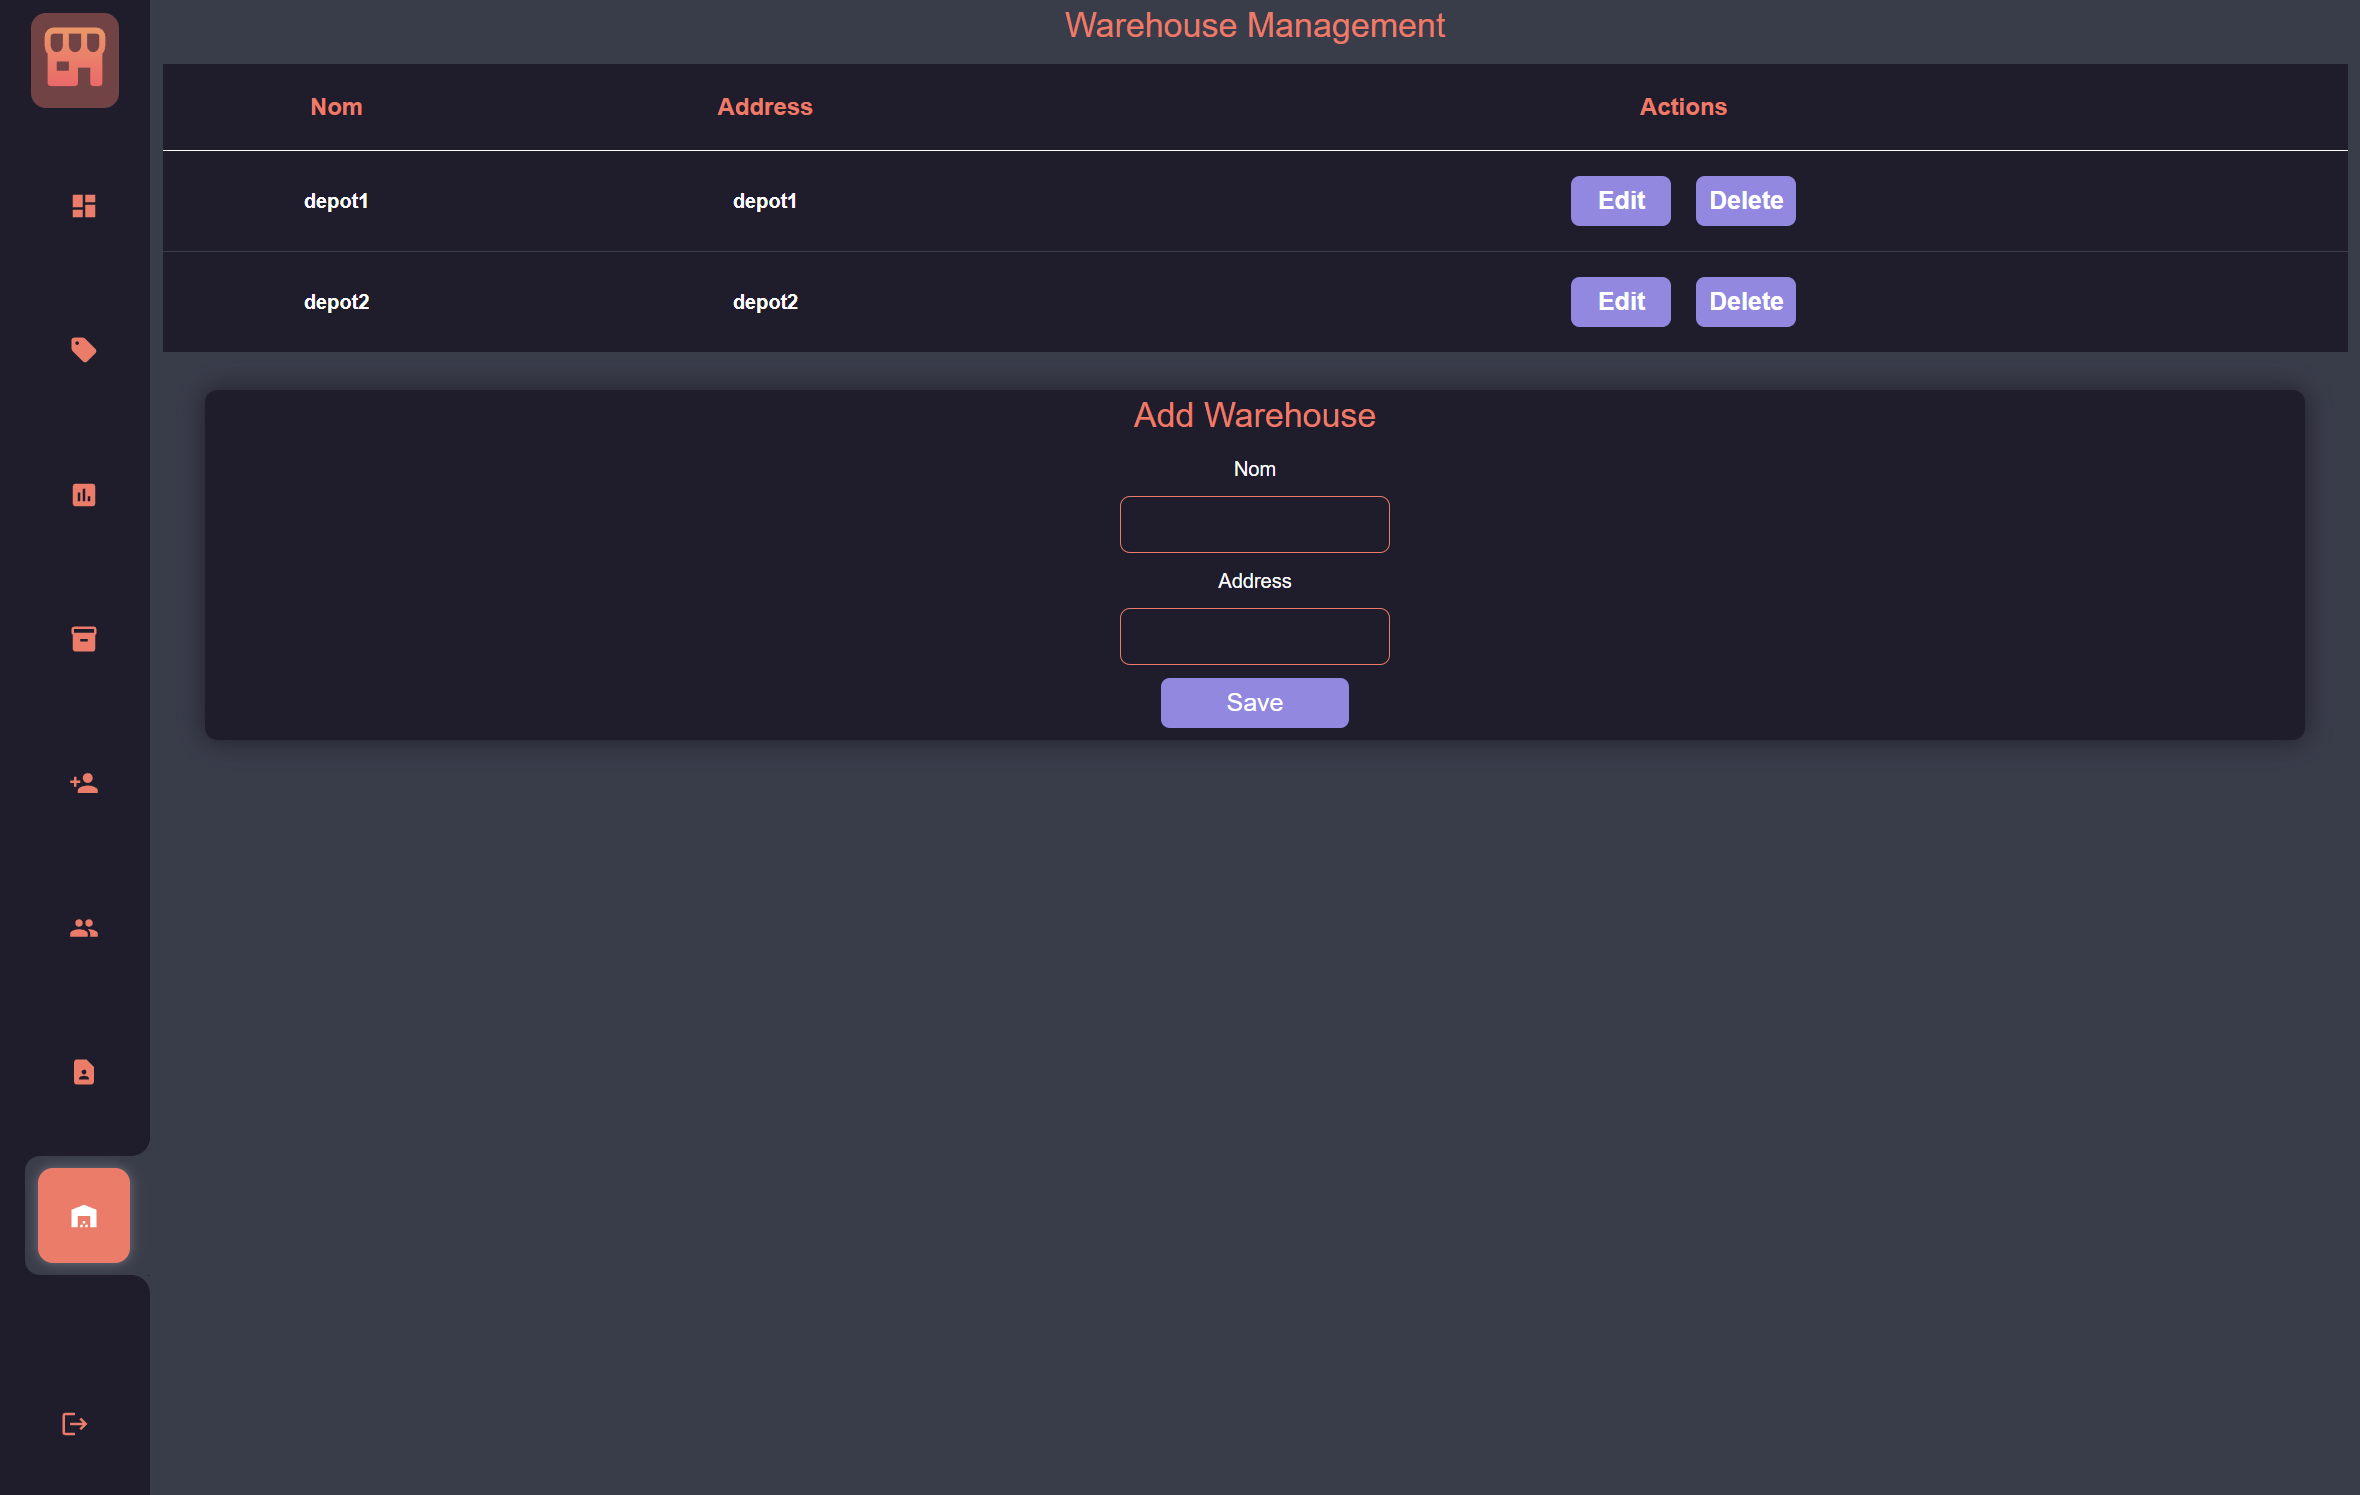 Warehouse Management
Nom Address Actions
depot1 depot1 Edit Delete
depot2 depot2 Edit Delete
Add Warehouse
Nom
Address
Save